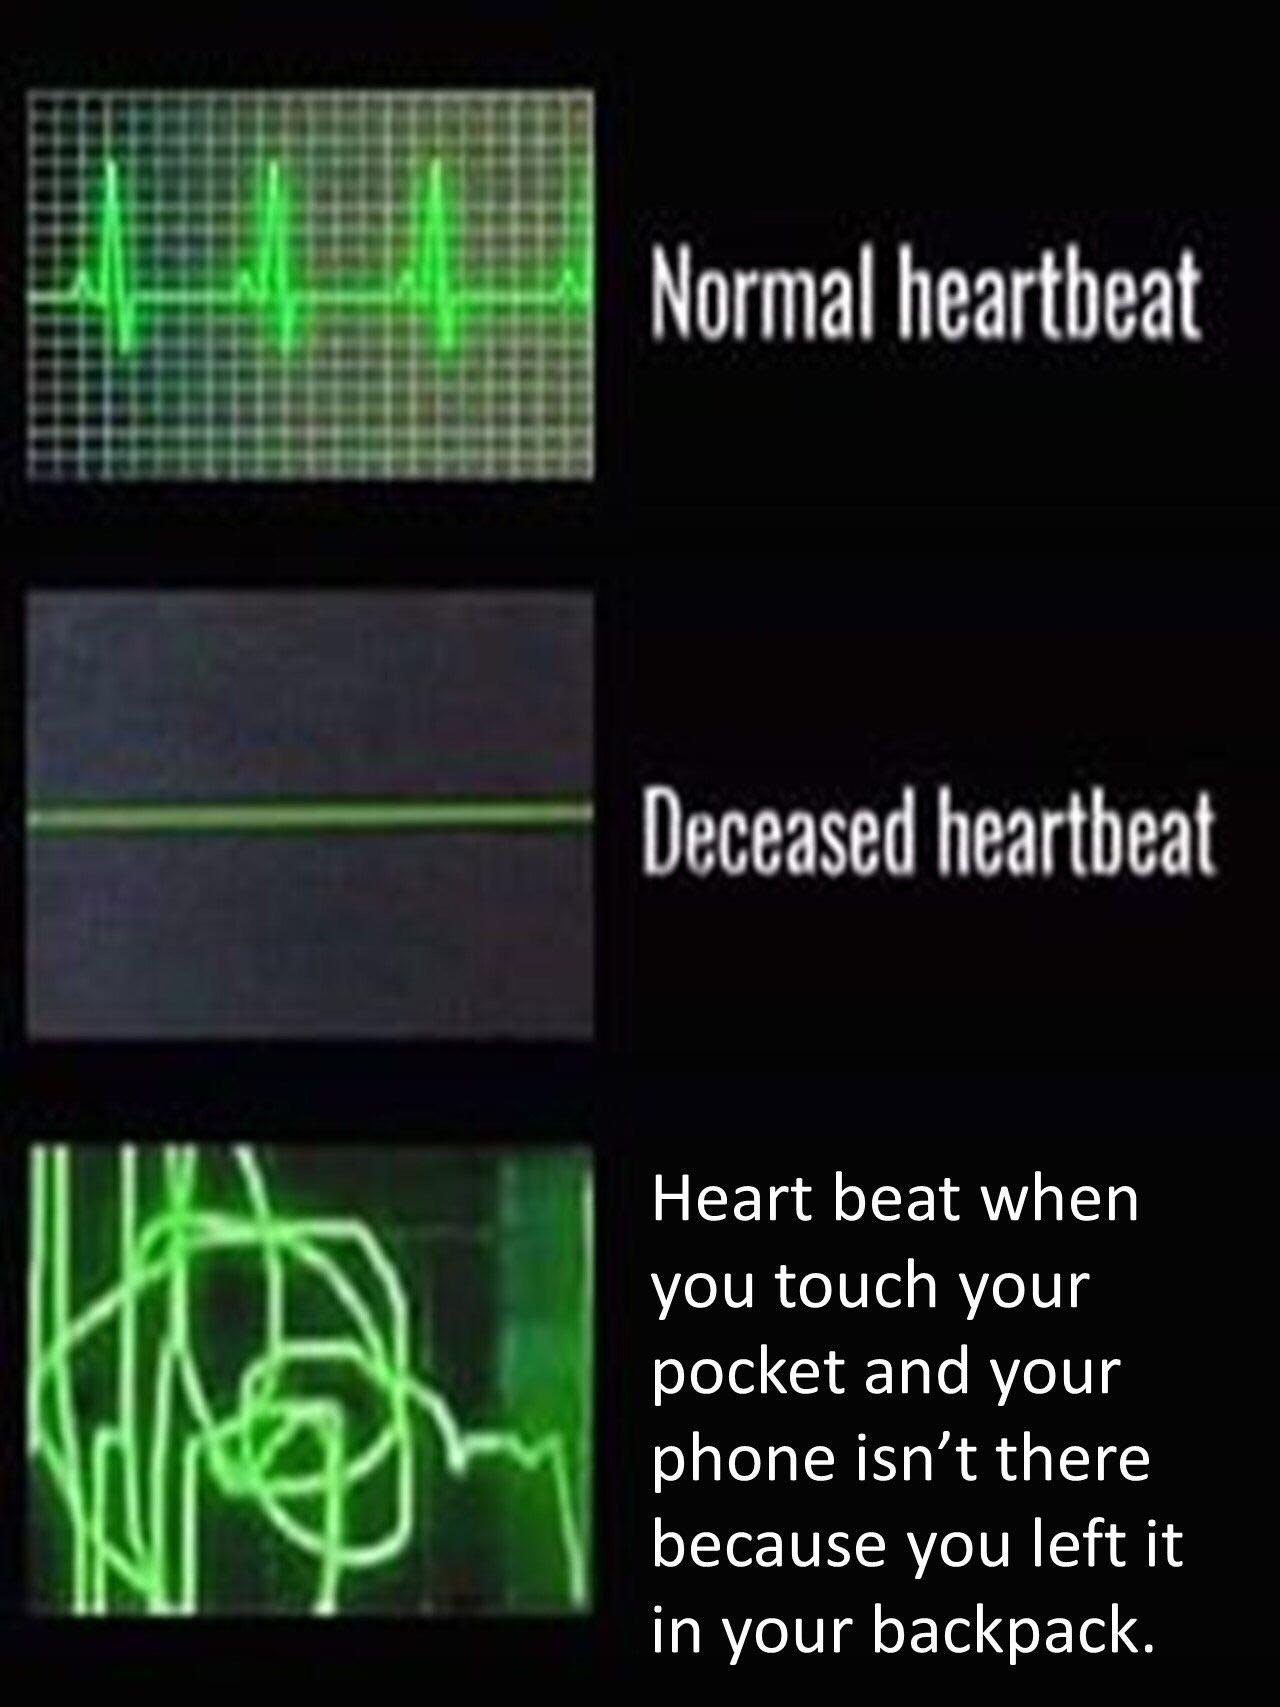 Normal heartbeat
Deceased heartbeat
Heart beat when
you touch your
pocket and your
phone isn’t there
because you left it
in your backpack.